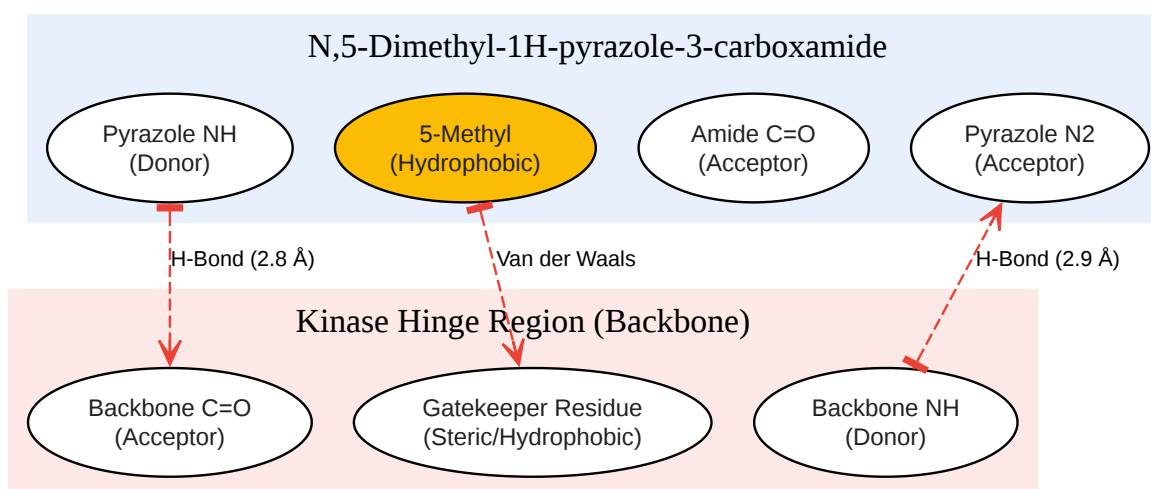 N,5-Dimethyl-1H-pyrazole-3-carboxamide
Pyrazole NH
(Donor)
5-Methyl
(Hydrophobic)
Amide C=O
(Acceptor)
Pyrazole N2
(Acceptor)
H-Bond (2.8 Å)
Van der Waals
H-Bond (2.9 Å)
Kinase Hinge Region (Backbone)
Backbone C=O
(Acceptor)
Gatekeeper Residue
(Steric/Hydrophobic)
Backbone NH
(Donor)